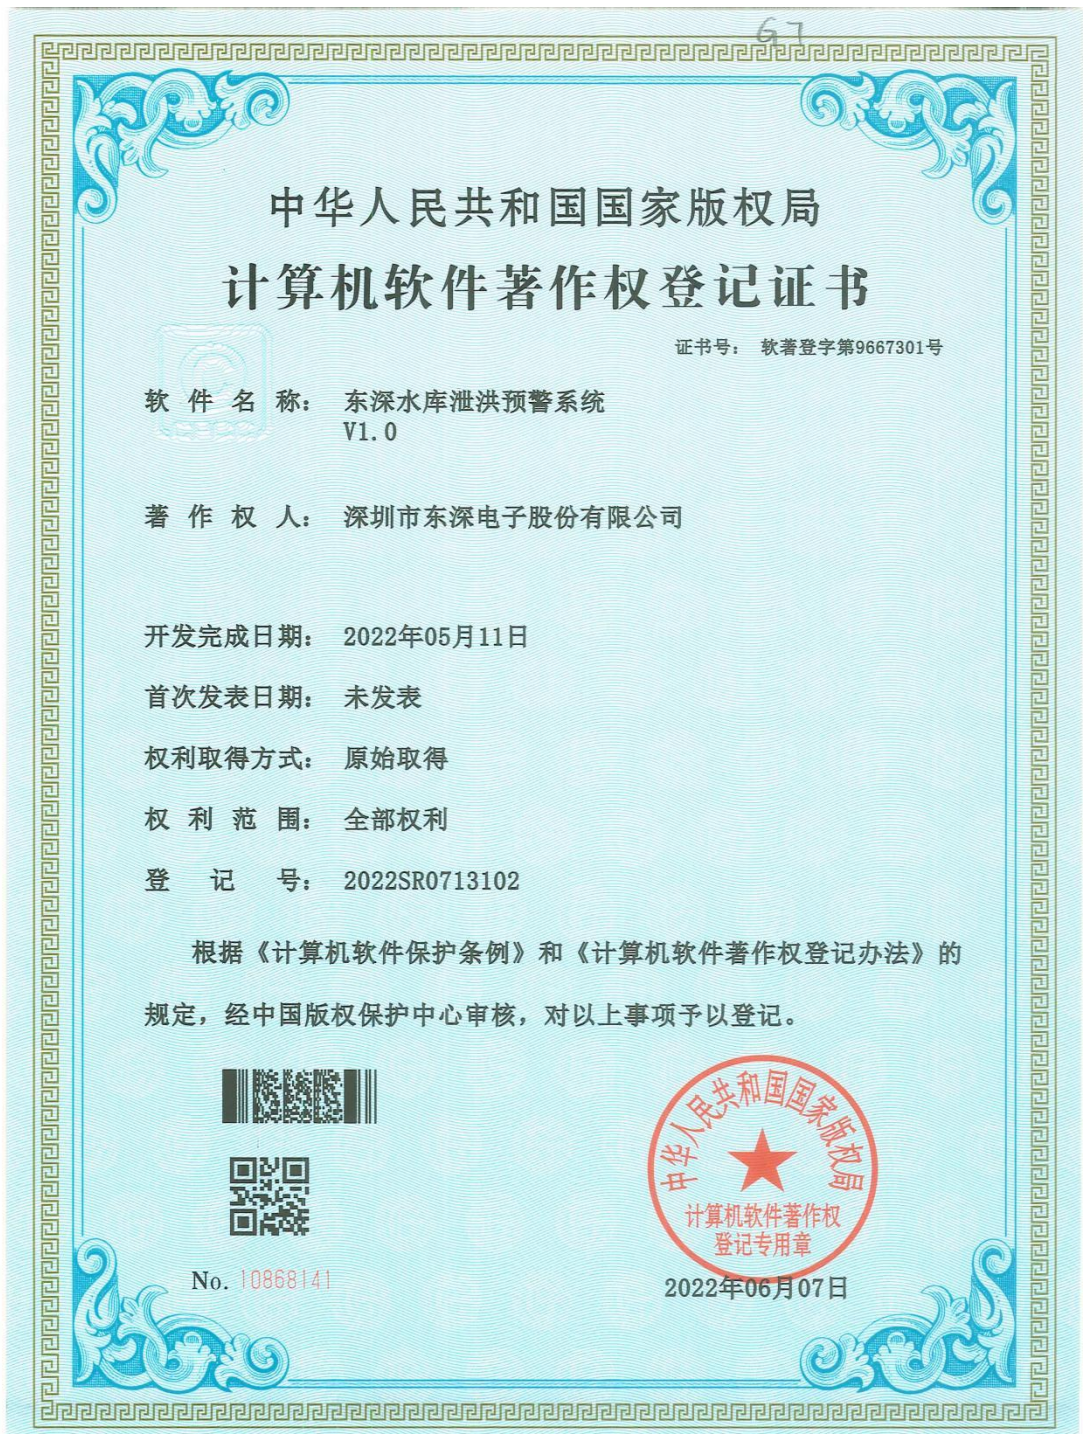 G7
中华人民共和国国家版权局
计算机软件著作权登记证书
证书号： 软著登字第9667301号
软件名称： 东深水库泄洪预警系统
V1.0
著作权人： 深圳市东深电子股份有限公司
开发完成日期： 2022年05月11日
首次发表日期： 未发表
权利取得方式： 原始取得
权利范围： 全部权利
登记号： 2022SR0713102
根据《计算机软件保护条例》和《计算机软件著作权登记办法》的
规定，经中国版权保护中心审核，对以上事项予以登记。
中华人民共和国国家版权局
计算机软件著作权
登记专用章
No. 10868141
2022年06月07日